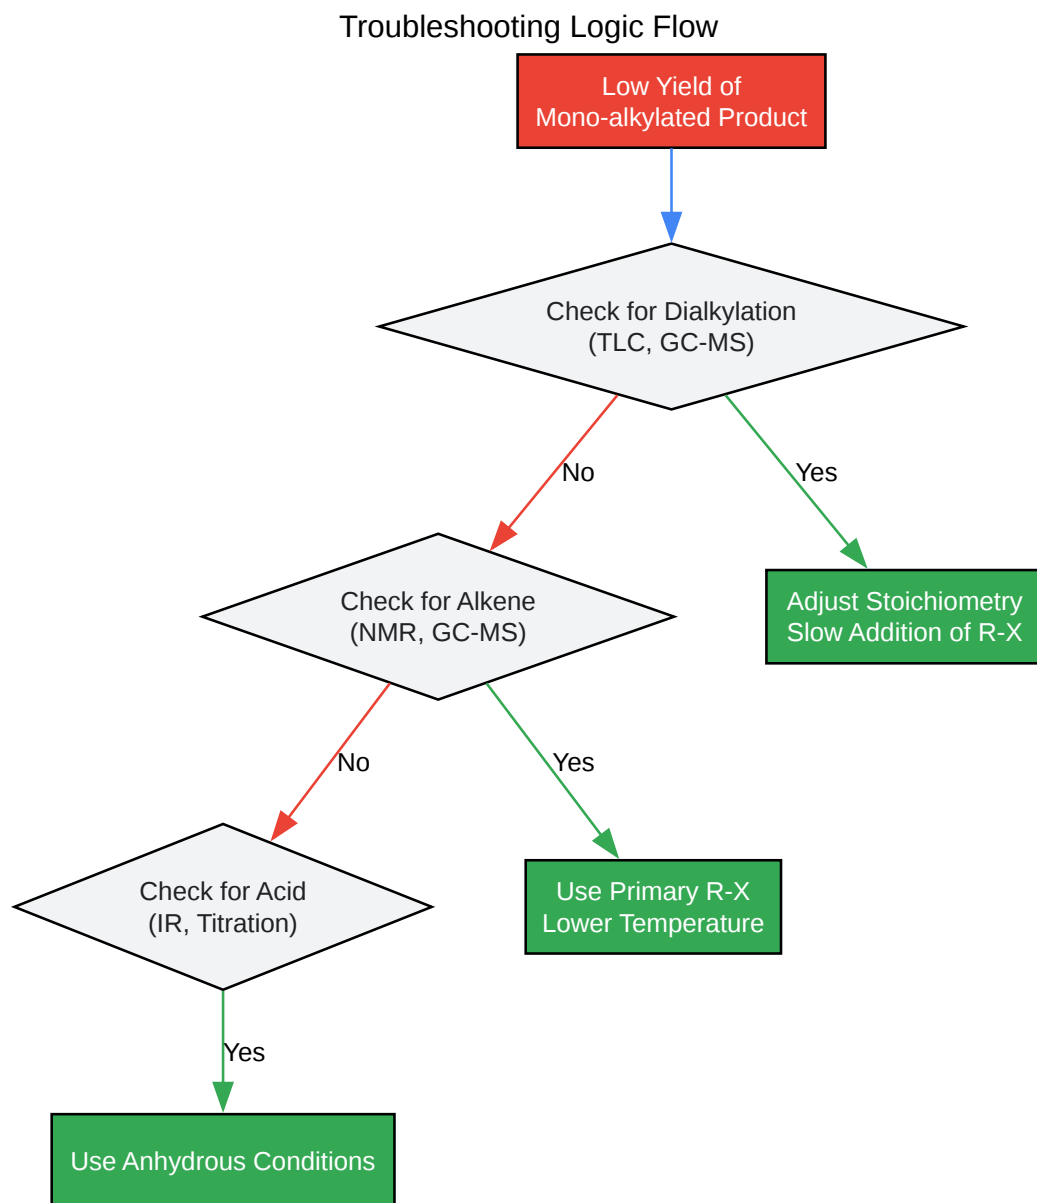 Troubleshooting Logic Flow
Low Yield of
Mono-alkylated Product
Check for Dialkylation
(TLC, GC-MS)
No
Yes
Check for Alkene
(NMR, GC-MS)
Adjust Stoichiometry
Slow Addition of R-X
No
Yes
Check for Acid
(IR, Titration)
Use Primary R-X
Lower Temperature
Yes
Use Anhydrous Conditions